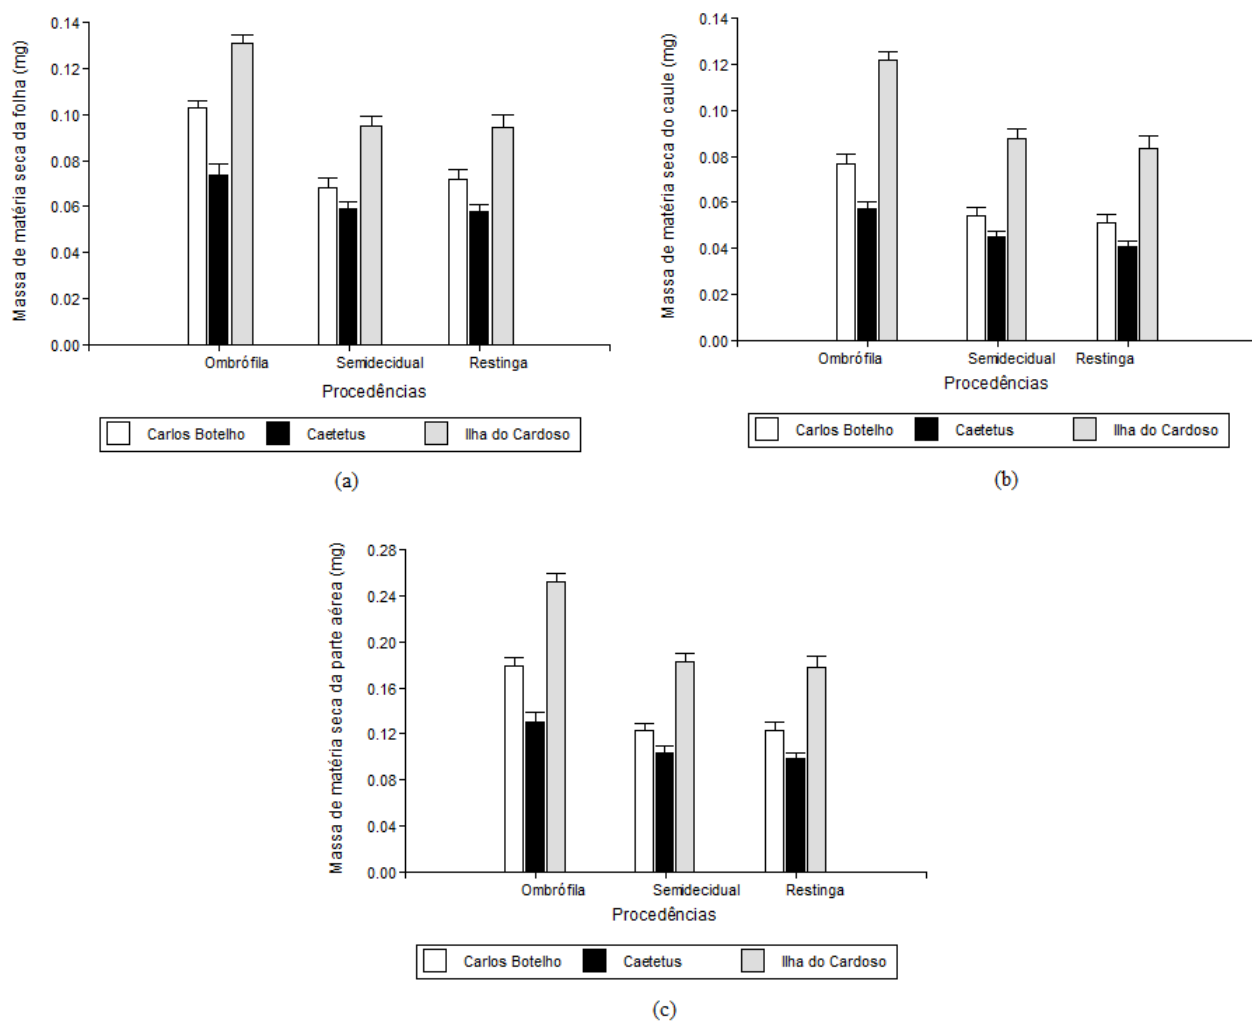 Massa de matéria seca da folha (mg)
0.14
0.12
0.10
0.08
0.06
0.04
0.02
0.00
Ombrófila Semidecidual Restinga
Procedências
Carlos Botelho Caetetus Ilha do Cardoso
(a)
Massa de matéria seca do caule (mg)
0.14
0.12
0.10
0.08
0.06
0.04
0.02
0.00
Ombrófila Semidecidual Restinga
Procedências
Carlos Botelho Caetetus Ilha do Cardoso
(b)
Massa de matéria seca da parte aérea (mg)
0.28
0.24
0.20
0.16
0.12
0.08
0.04
0.00
Ombrófila Semidecidual Restinga
Procedências
Carlos Botelho Caetetus Ilha do Cardoso
(c)